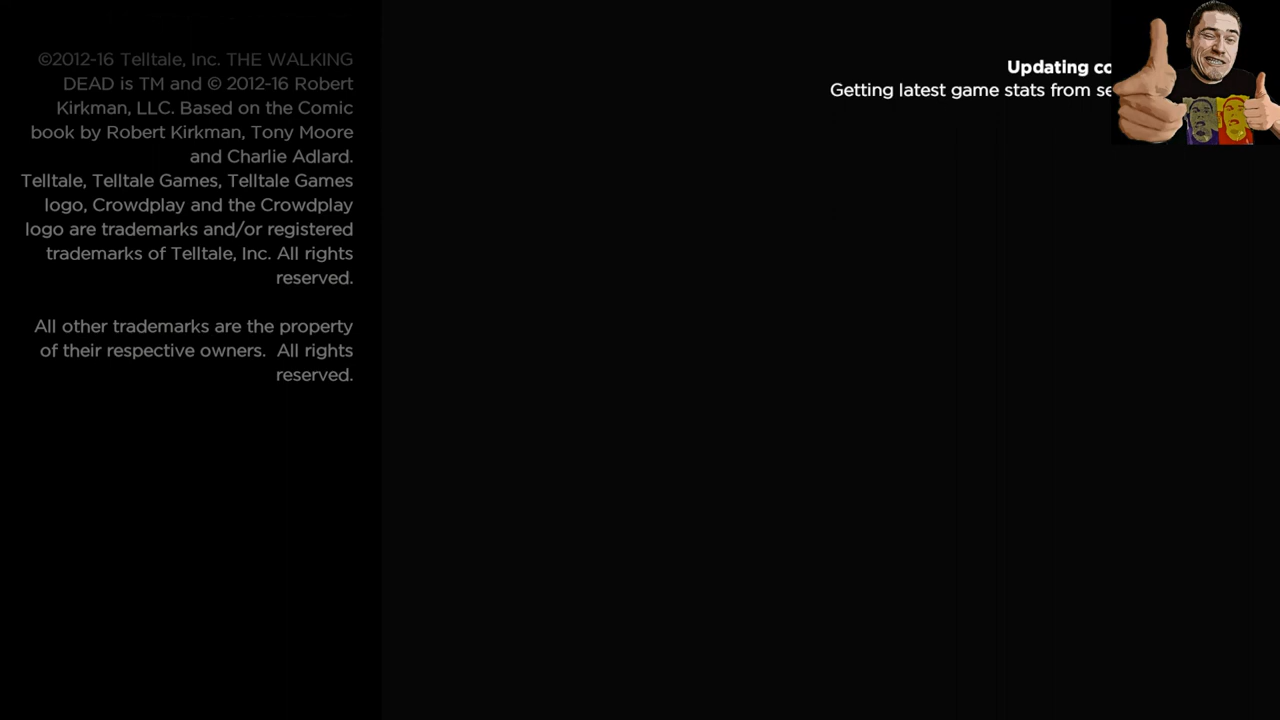 ©2012-16 Telltale, Inc. THE WALKING
DEAD is TM and © 2012-16 Robert
Kirkman, LLC. Based on the Comic
book by Robert Kirkman, Tony Moore
and Charlie Adlard.
Telltale, Telltale Games, Telltale Games
logo, Crowdplay and the Crowdplay
logo are trademarks and/or registered
trademarks of Telltale, Inc. All rights
reserved.
All other trademarks are the property
of their respective owners. All rights
reserved.
Updating
Getting latest game stats from